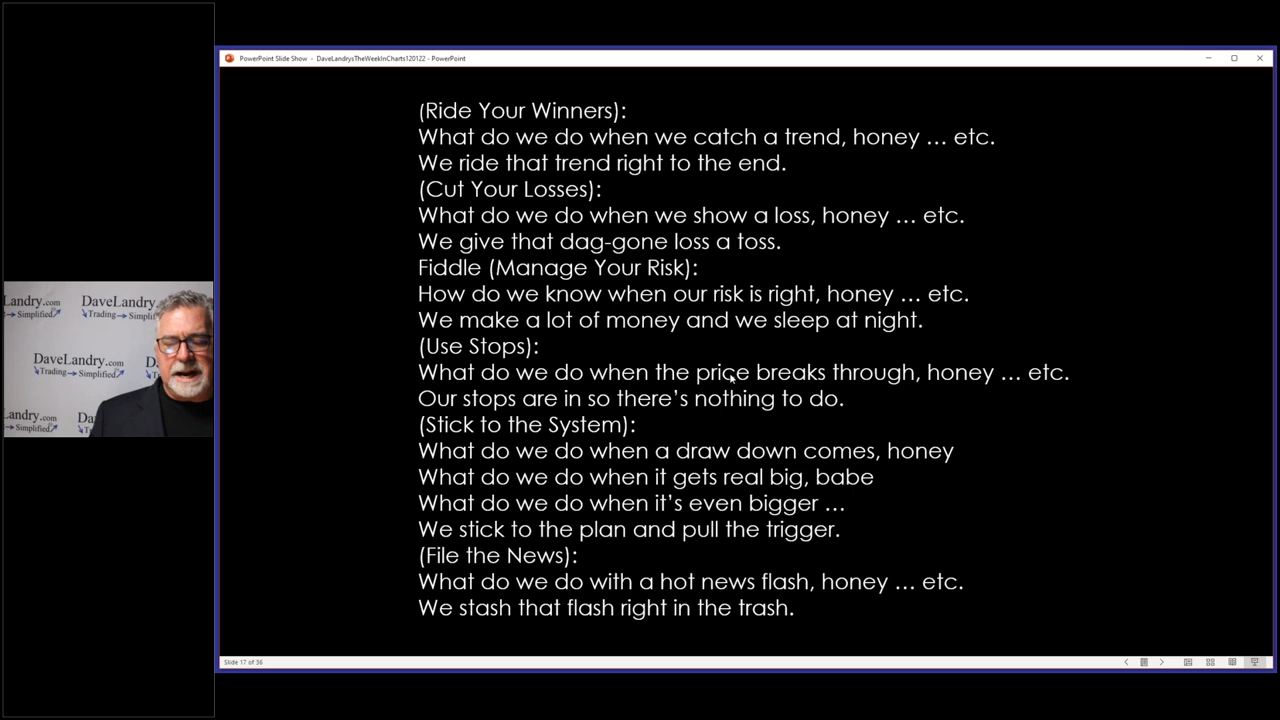 PowerPoint Slide Show - DaveLandrysTheWeekInCharts120122 - PowerPoint
(Ride Your Winners):
What do we do when we catch a trend, honey … etc.
We ride that trend right to the end.
(Cut Your Losses):
What do we do when we show a loss, honey … etc.
We give that dag-gone loss a toss.
Fiddle (Manage Your Risk):
How do we know when our risk is right, honey … etc.
We make a lot of money and we sleep at night.
(Use Stops):
What do we do when the price breaks through, honey … etc.
Our stops are in so there's nothing to do.
(Stick to the System):
What do we do when a draw down comes, honey
What do we do when it gets real big, babe
What do we do when it's even bigger …
We stick to the plan and pull the trigger.
(File the News):
What do we do with a hot news flash, honey … etc.
We stash that flash right in the trash.
Slide 17 of 36
Landry.com DaveLandry
Trading Simplified
DaveLandry.com
Trading Simplified